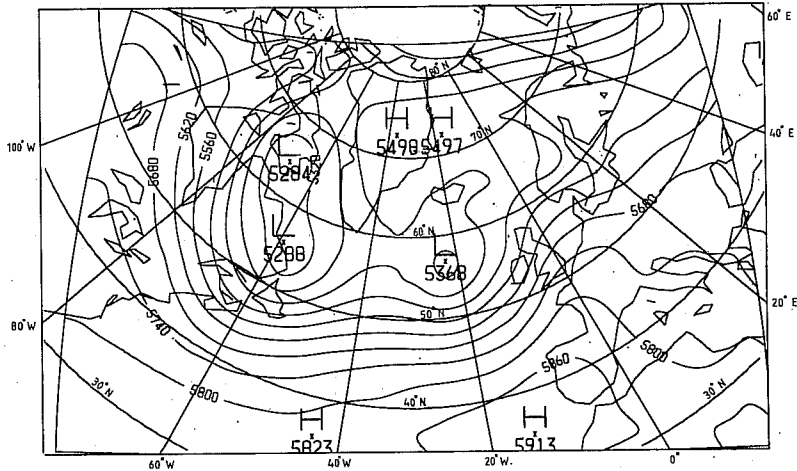 60° E
80° N
5620
5560
H H
70° N
40° E
100° W
5498 5497
5680
5284
5680
60° N
L
5288
5368
5740
50° N
20° E
80° W
5860
5800
30° N
5800
40° N
30° N
H H
5823
5913
60° W
40° W
20° W.
0°